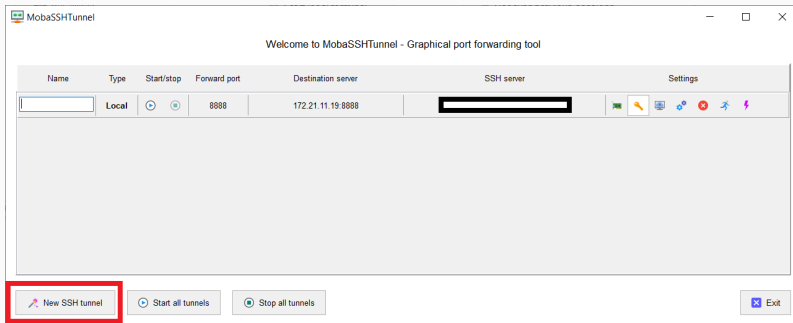 MobaSSHTunnel
Welcome to MobaSSHTunnel - Graphical port forwarding tool
Name Type Start/stop Forward port Destination server SSH server Settings
Local 8888 172.21.11.19:8888
New SSH tunnel Start all tunnels Stop all tunnels Exit